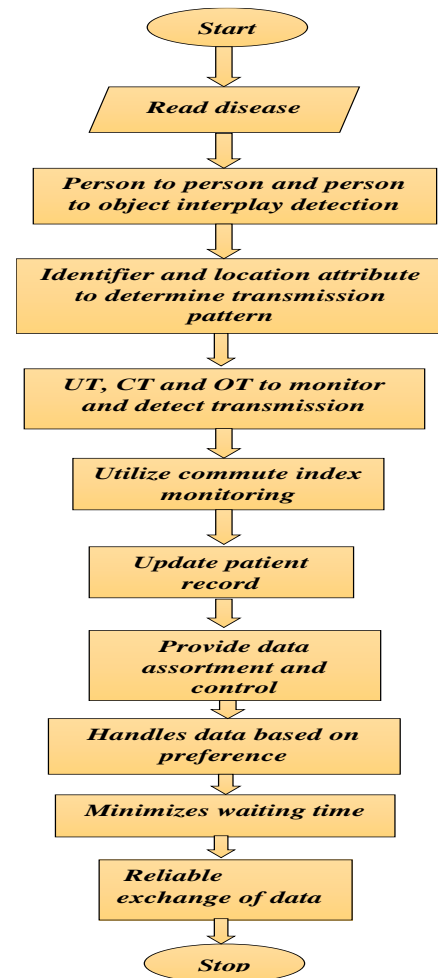 Start
Read disease
Person to person and person
to object interplay detection
Identifier and location attribute
to determine transmission
pattern
UT, CT and OT to monitor
and detect transmission
Utilize commute index
monitoring
Update patient
record
Provide data
assortment and
control
Handles data based on
preference
Minimizes waiting time
Reliable
exchange of data
Stop